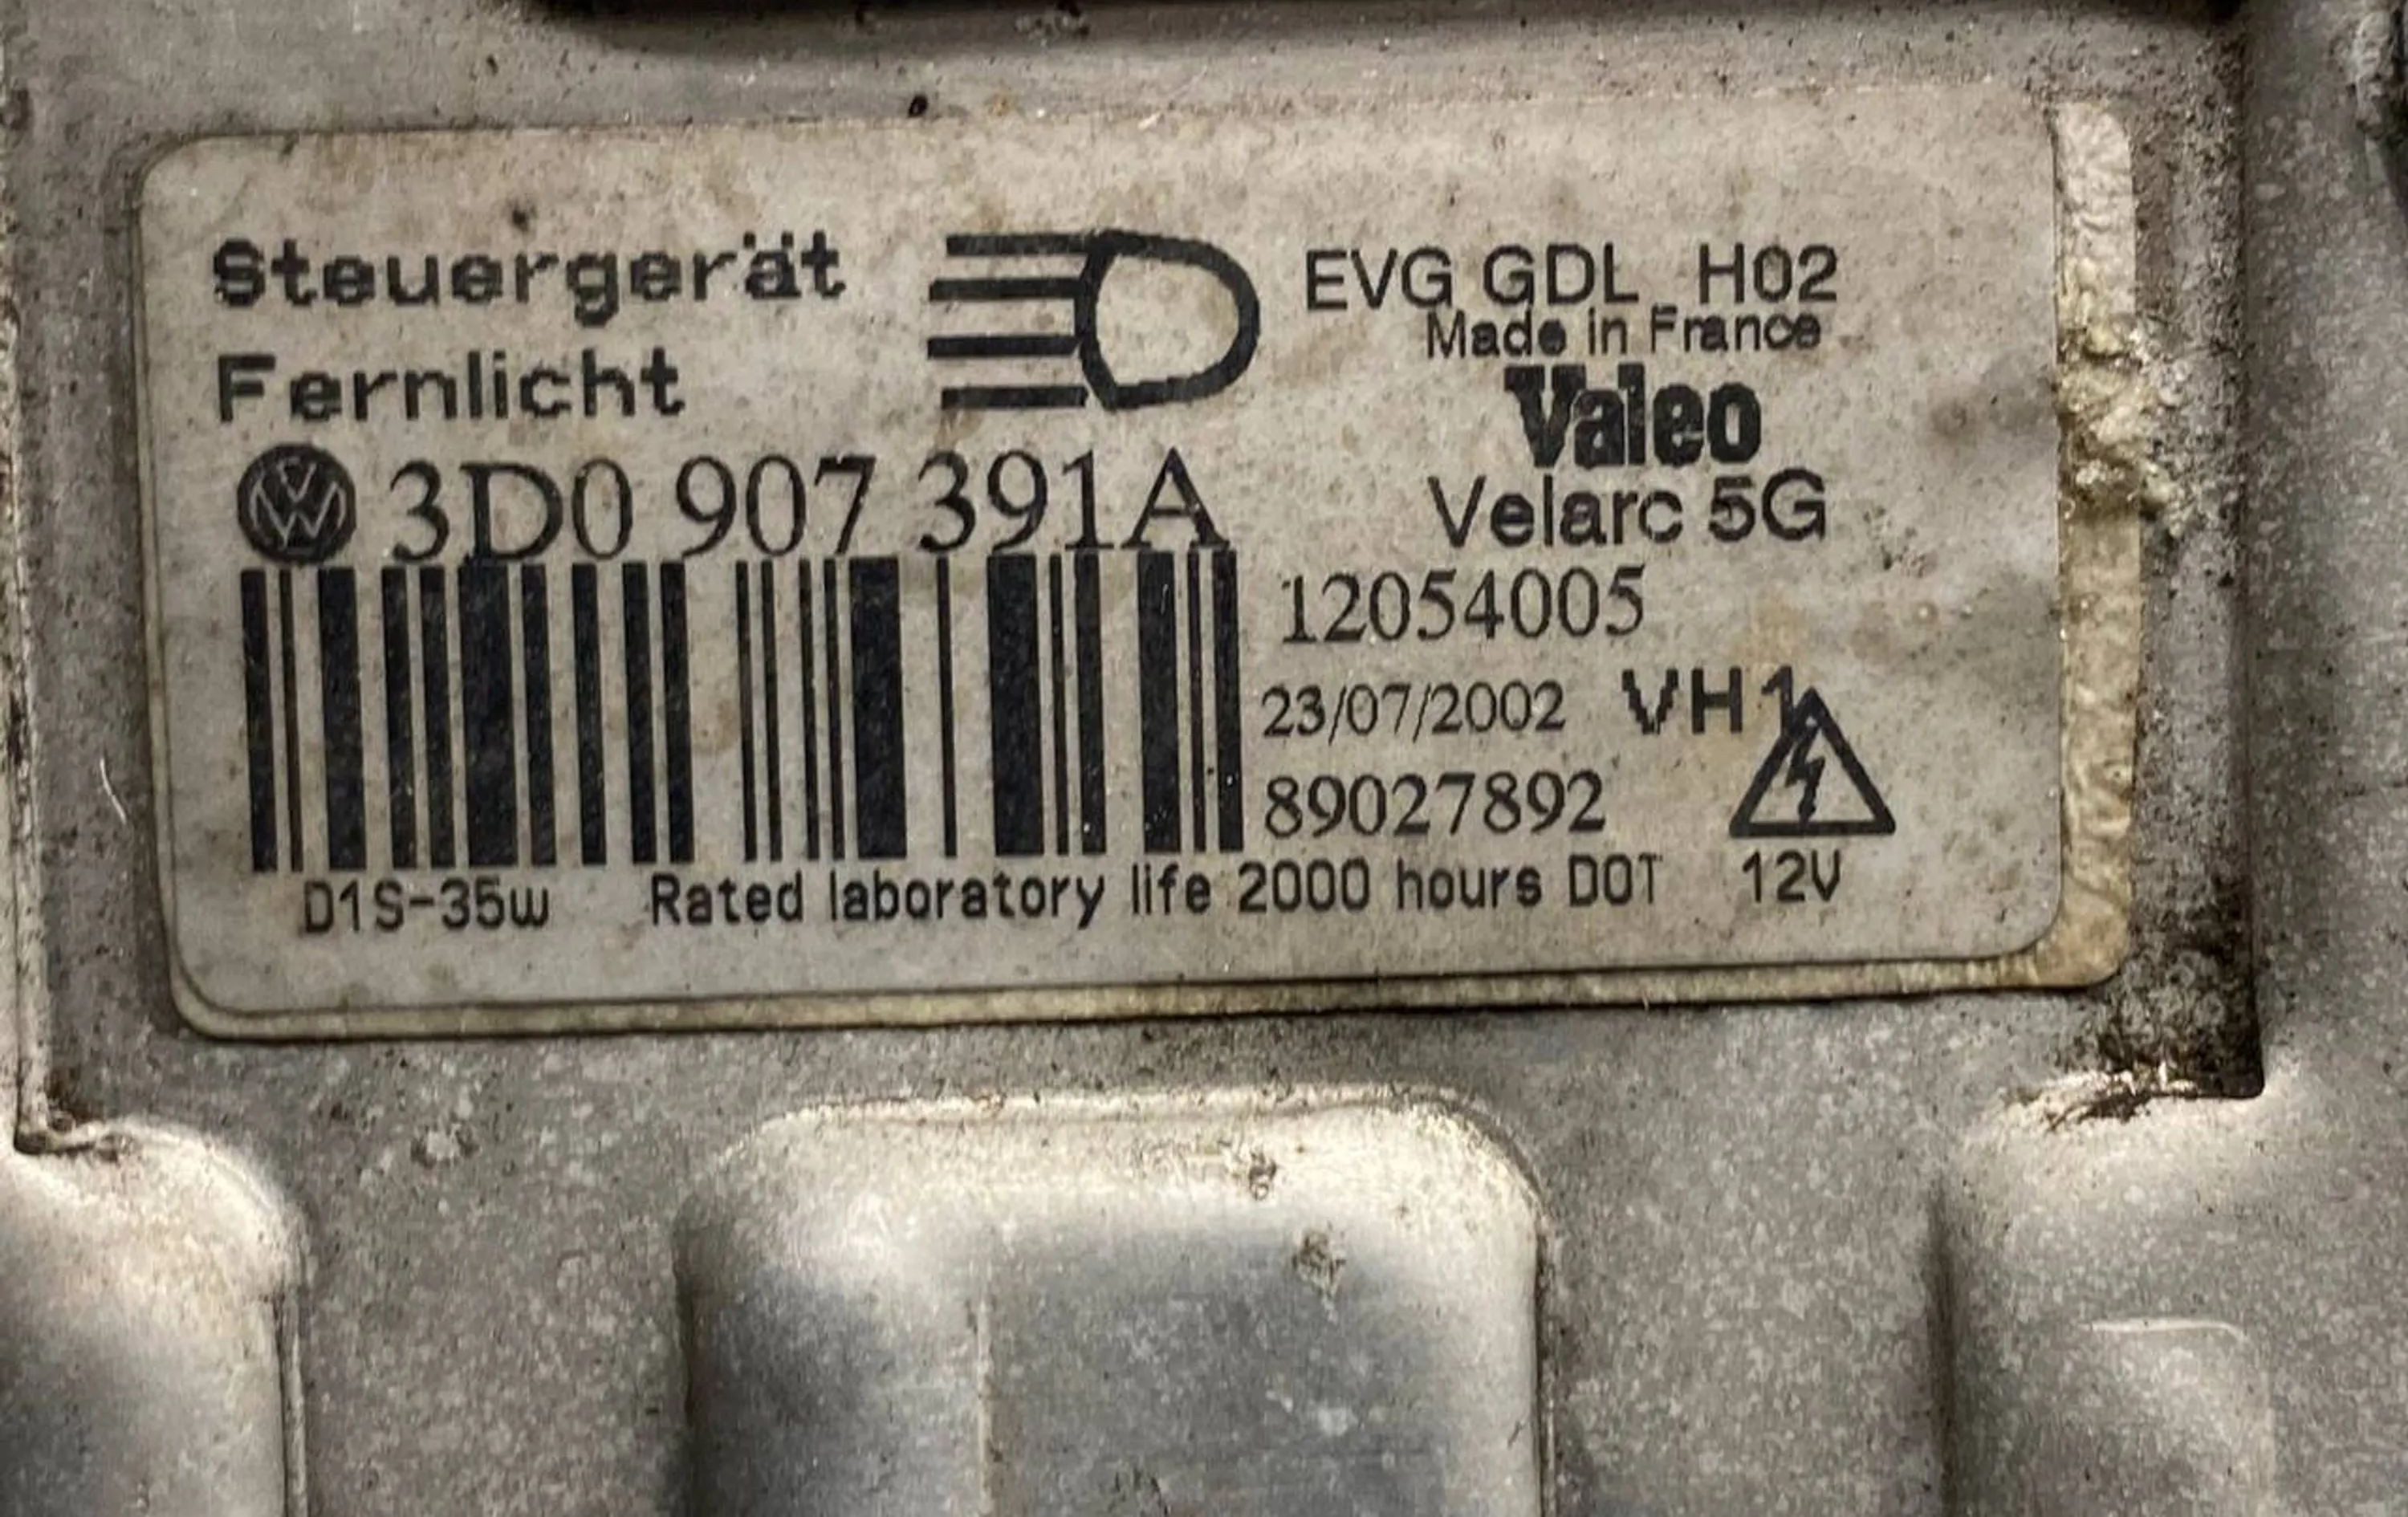 Steuergerät
Fernlicht
3D0 907 391A
EVG GDL H02
Made in France
Valeo
Velarc 5G
12054005
23/07/2002 VH1
89027892
D1S-35w Rated laboratory life 2000 hours DOT 12V